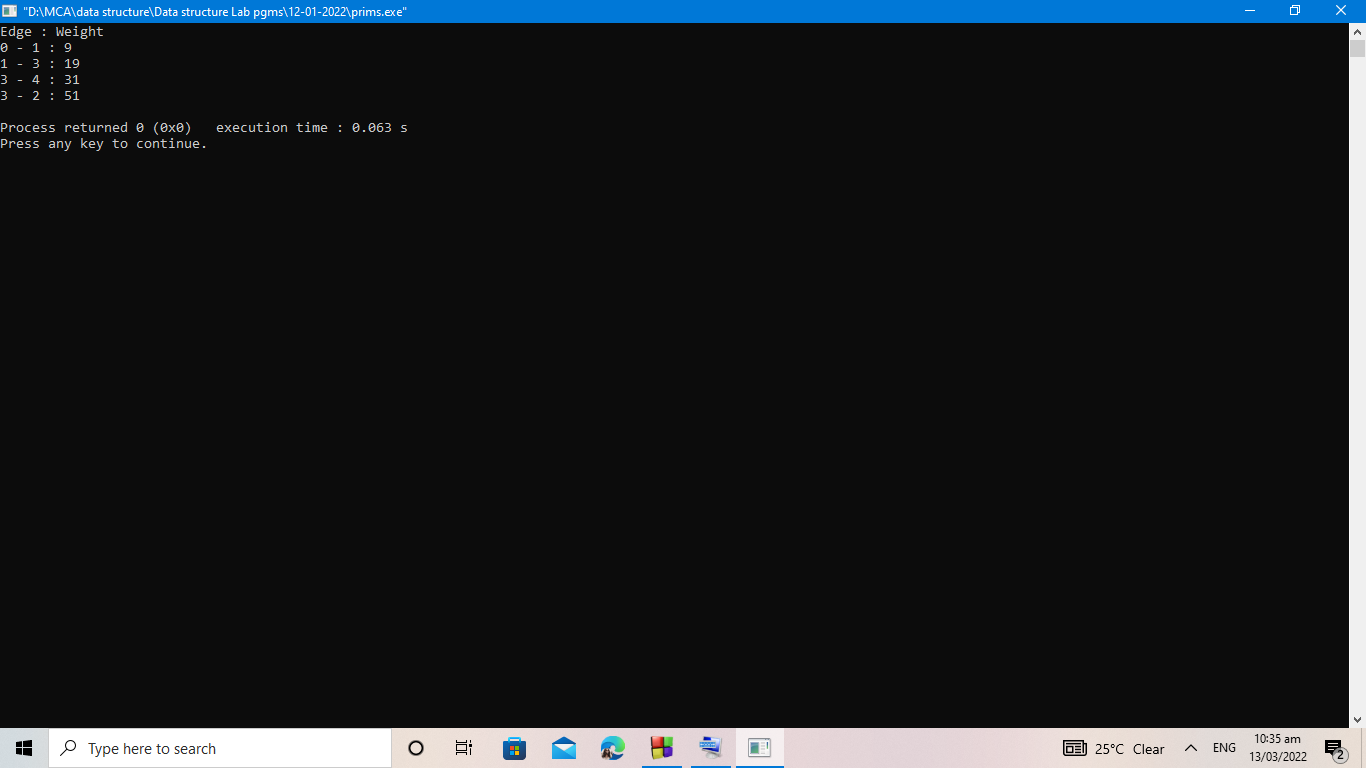 "D:\MCA\data structure\Data structure Lab pgms\12-01-2022\prims.exe"
Edge : Weight
0 - 1 : 9
1 - 3 : 19
3 - 4 : 31
3 - 2 : 51
Process returned 0 (0x0)   execution time : 0.063 s
Press any key to continue.
Type here to search
25°C Clear
ENG
10:35 am
13/03/2022
2